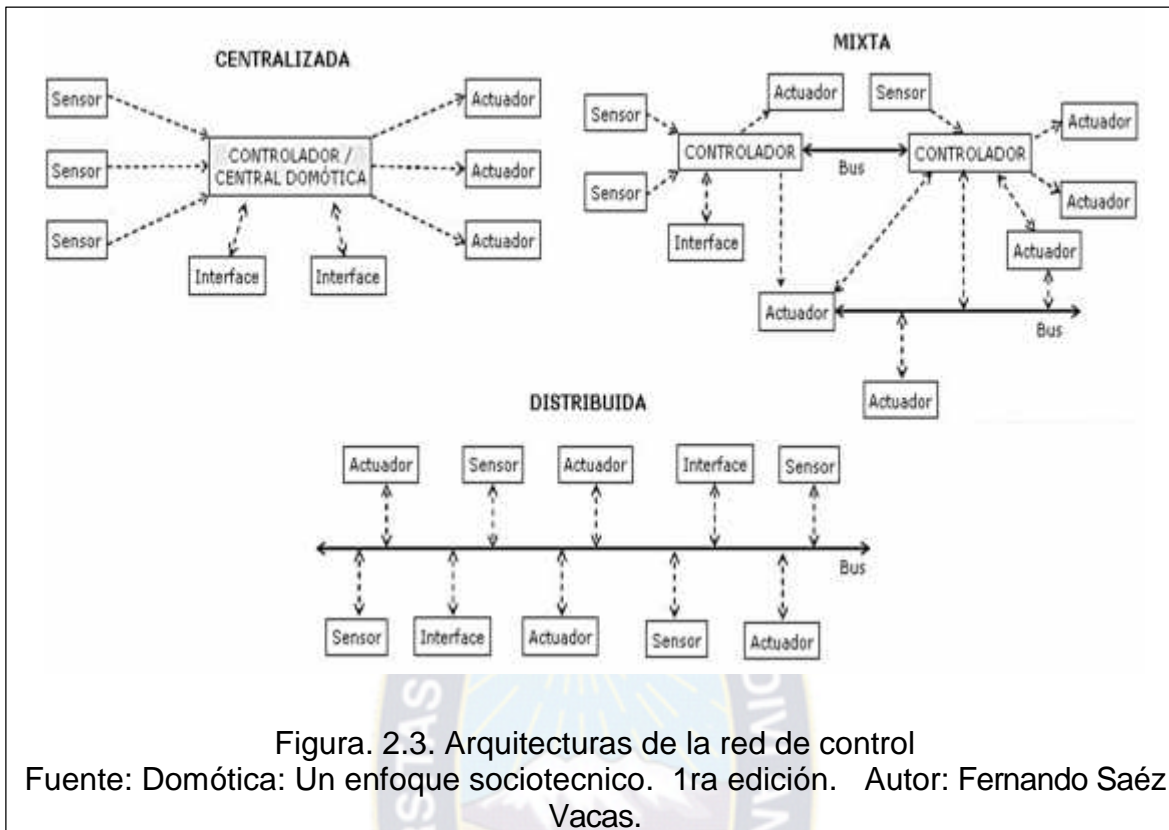 CENTRALIZADA
Sensor
Sensor
Sensor
CONTROLADOR /
CENTRAL DOMÓTICA
Actuador
Actuador
Actuador
Interface
Interface
MIXTA
Sensor
Sensor
Actuador
Sensor
CONTROLADOR
Bus
CONTROLADOR
Actuador
Actuador
Interface
Actuador
Actuador
Bus
Actuador
DISTRIBUIDA
Actuador
Sensor
Actuador
Interface
Sensor
Bus
Sensor
Interface
Actuador
Sensor
Actuador
Figura. 2.3. Arquitecturas de la red de control
Fuente: Domótica: Un enfoque sociotecnico. 1ra edición. Autor: Fernando Saéz
Vacas.